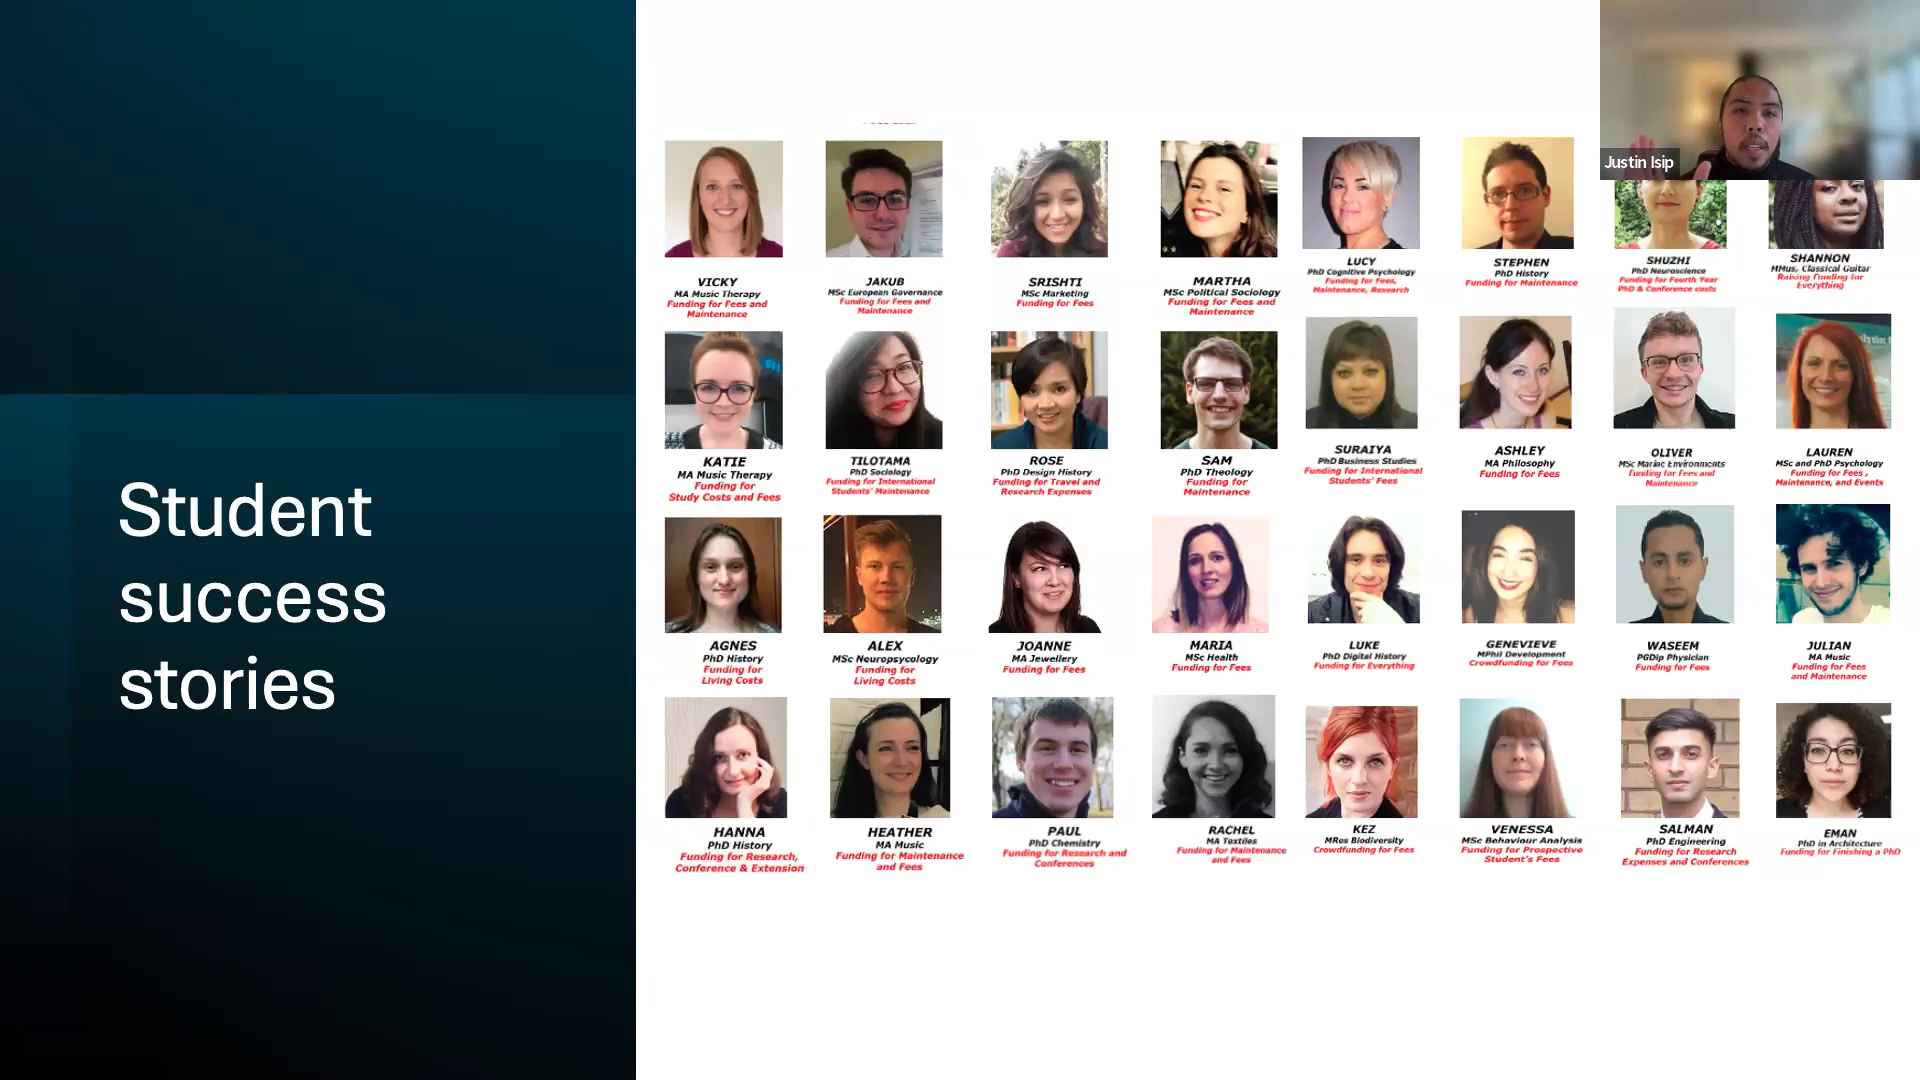 Student
success
stories
Justin Isip
VICKY
MA Music Therapy
Funding for Fees and
Maintenance
JAKUB
MSc European Governance
Funding for Fees and
Maintenance
SRISHTI
MSc Marketing
Funding for Fees
MARTHA
MSc Political Sociology
Funding for Fees and
Maintenance
LUCY
PhD Cognitive Psychology
Funding for Fees,
Maintenance, Research
STEPHEN
PhD History
Funding for Maintenance
SHUZHI
PhD Neuroscience
Funding for Fourth Year
PhD & Conference costs
SHANNON
MMus, Classical Guitar
Raising Funding for
Everything
KATIE
MA Music Therapy
Funding for
Study Costs and Fees
TILOTAMA
PhD Sociology
Funding for International
Students' Maintenance
ROSE
PhD Design History
Funding for Travel and
Research Expenses
SAM
PhD Theology
Funding for
Maintenance
SURAIYA
PhD Business Studies
Funding for International
Students' Fees
ASHLEY
MA Philosophy
Funding for Fees
OLIVER
MSc Marine Environments
Funding for Fees and
Maintenance
LAUREN
MSc and PhD Psychology
Funding for Fees ,
Maintenance, and Events
AGNES
PhD History
Funding for
Living Costs
ALEX
MSc Neuropsycology
Funding for
Living Costs
JOANNE
MA Jewellery
Funding for Fees
MARIA
MSc Health
Funding for Fees
LUKE
PhD Digital History
Funding for Everything
GENEVIEVE
MPhil Development
Crowdfunding for Fees
WASEEM
PGDip Physician
Funding for Fees
JULIAN
MA Music
Funding for Fees
and Maintenance
HANNA
PhD History
Funding for Research,
Conference & Extension
HEATHER
MA Music
Funding for Maintenance
and Fees
PAUL
PhD Chemistry
Funding for Research and
Conferences
RACHEL
MA Textiles
Funding for Maintenance
and Fees
KEZ
MRes Biodiversity
Crowdfunding for Fees
VENESSA
MSc Behaviour Analysis
Funding for Prospective
Student's Fees
SALMAN
PhD Engineering
Funding for Research
Expenses and Conferences
EMAN
PhD in Architecture
Funding for Finishing a PhD